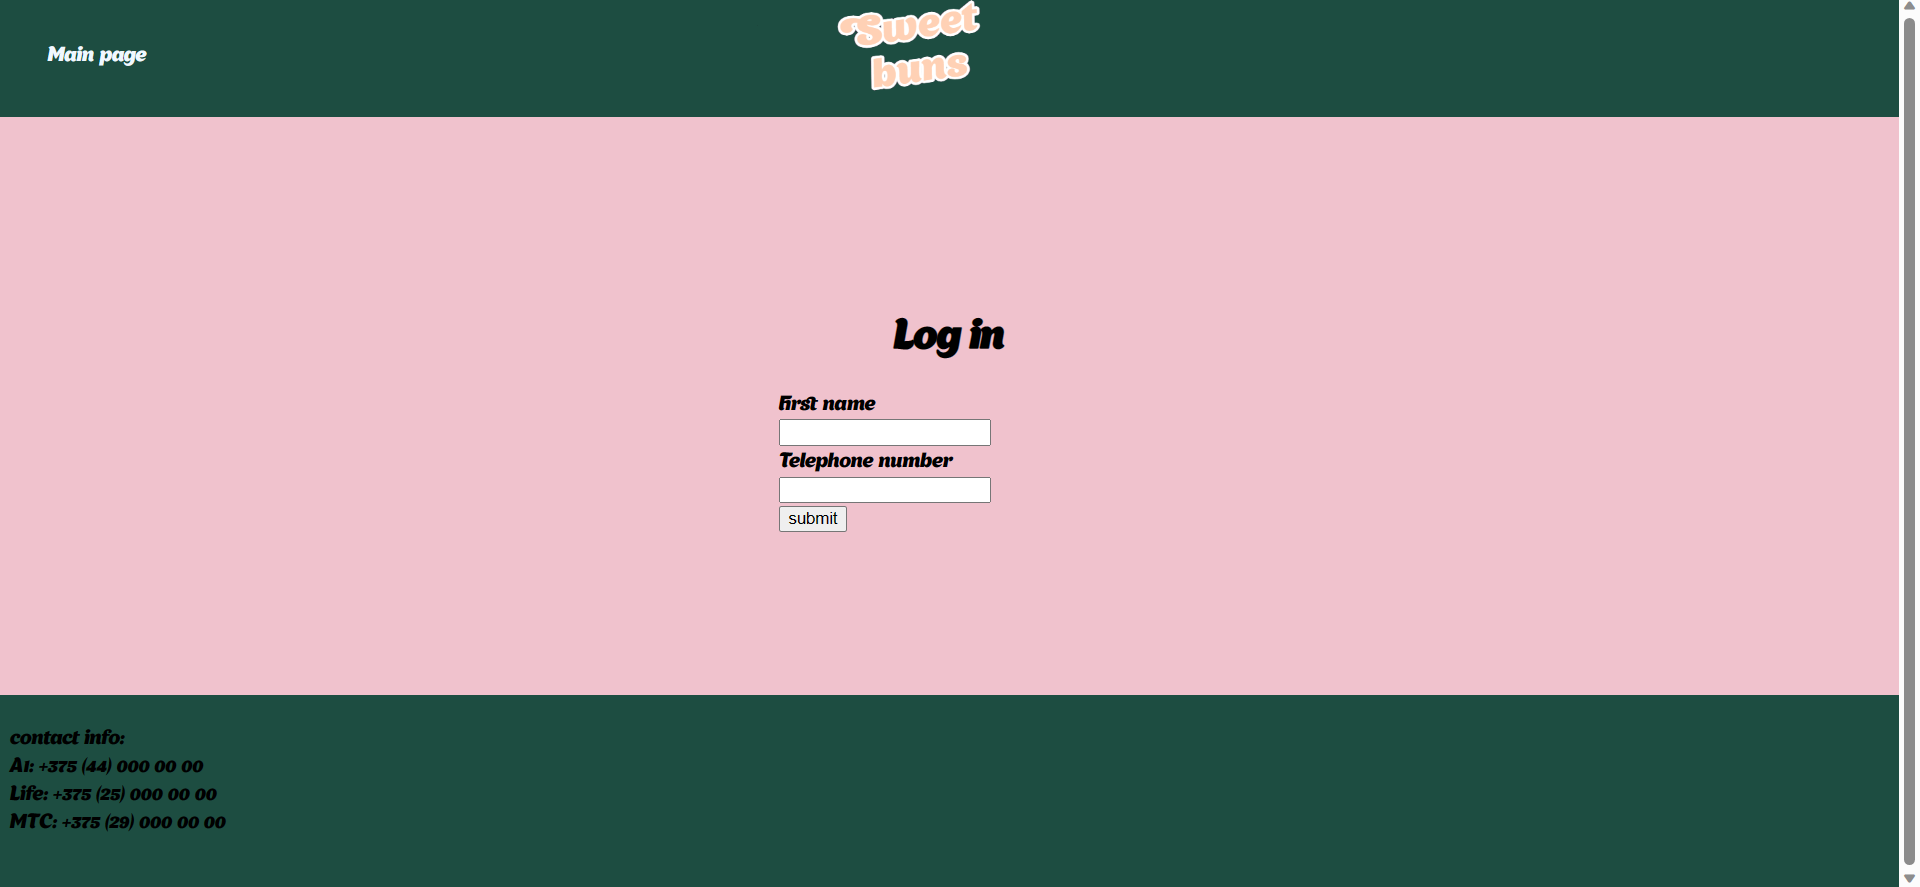 Main page
Sweet
buns
Log in
First name
Telephone number
submit
contact info:
A1: +375 (44) 000 00 00
Life: +375 (25) 000 00 00
MTC: +375 (29) 000 00 00